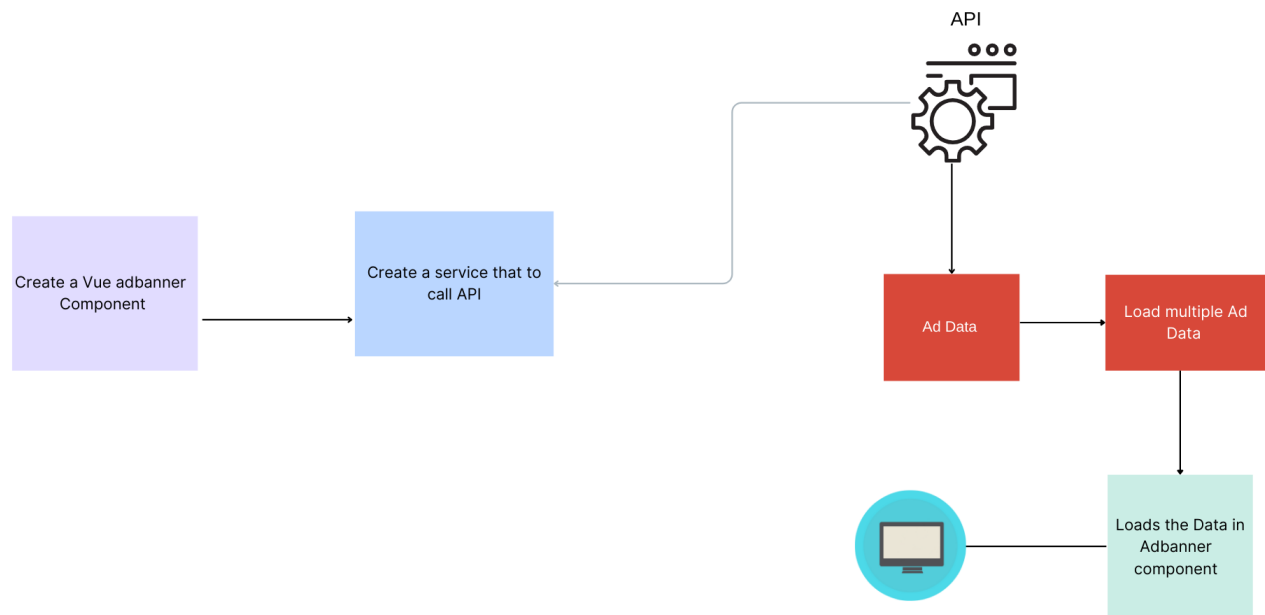 API
Create a Vue adbanner
Component
Create a service that to
call API
Ad Data
Load multiple Ad
Data
Loads the Data in
Adbanner
component